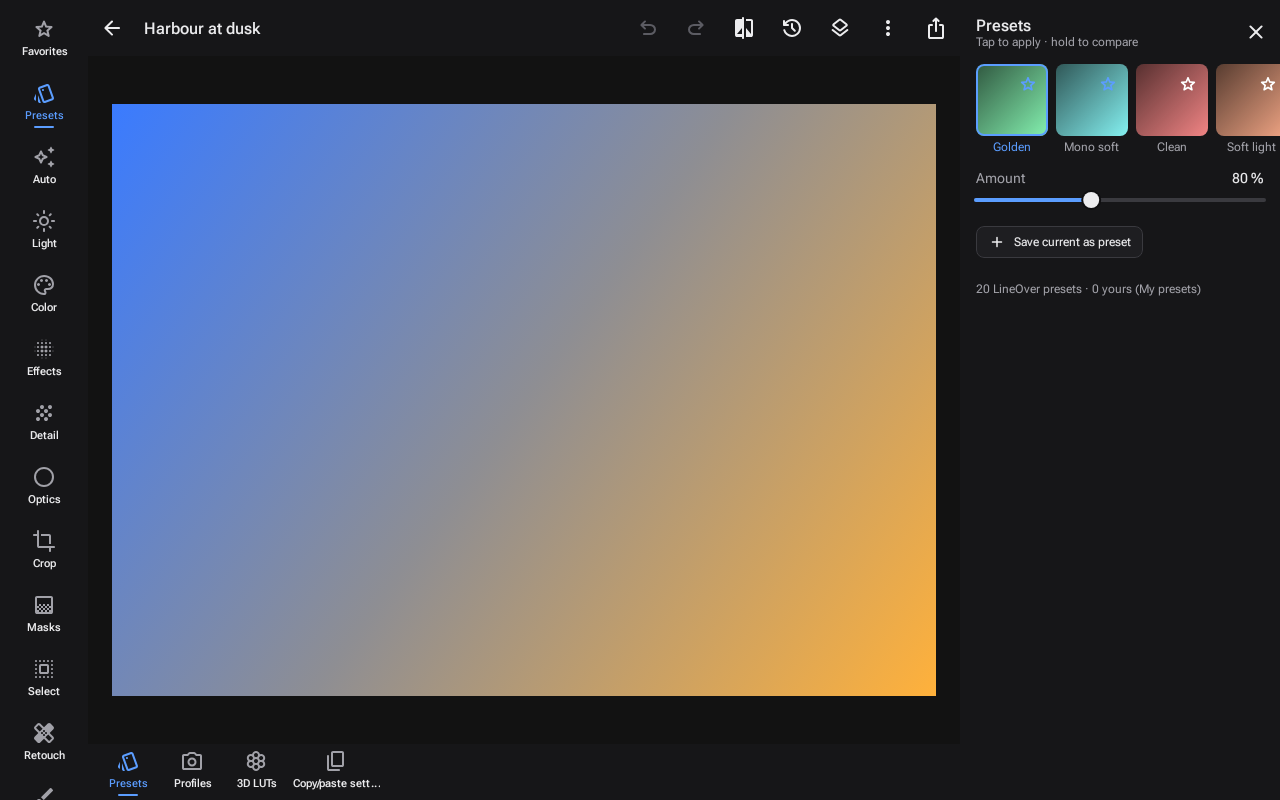 Harbour at dusk
Favorites
Presets
Auto
Light
Color
Effects
Detail
Optics
Crop
Masks
Select
Retouch
Presets
Profiles
3D LUTs
Copy/paste sett…
Presets
Tap to apply · hold to compare
Golden
Mono soft
Clean
Soft light
Amount
80 %
Save current as preset
20 LineOver presets · 0 yours (My presets)